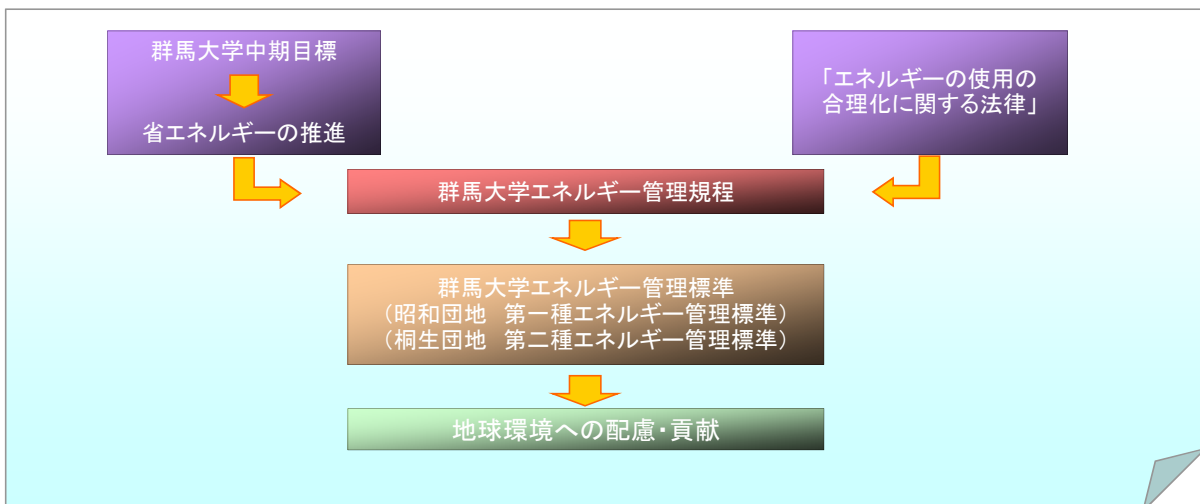 群馬大学中期目標
省エネルギーの推進
「エネルギーの使用の
合理化に関する法律」
群馬大学エネルギー管理規程
群馬大学エネルギー管理標準
（昭和団地　第一種エネルギー管理標準）
（桐生団地　第二種エネルギー管理標準）
地球環境への配慮・貢献